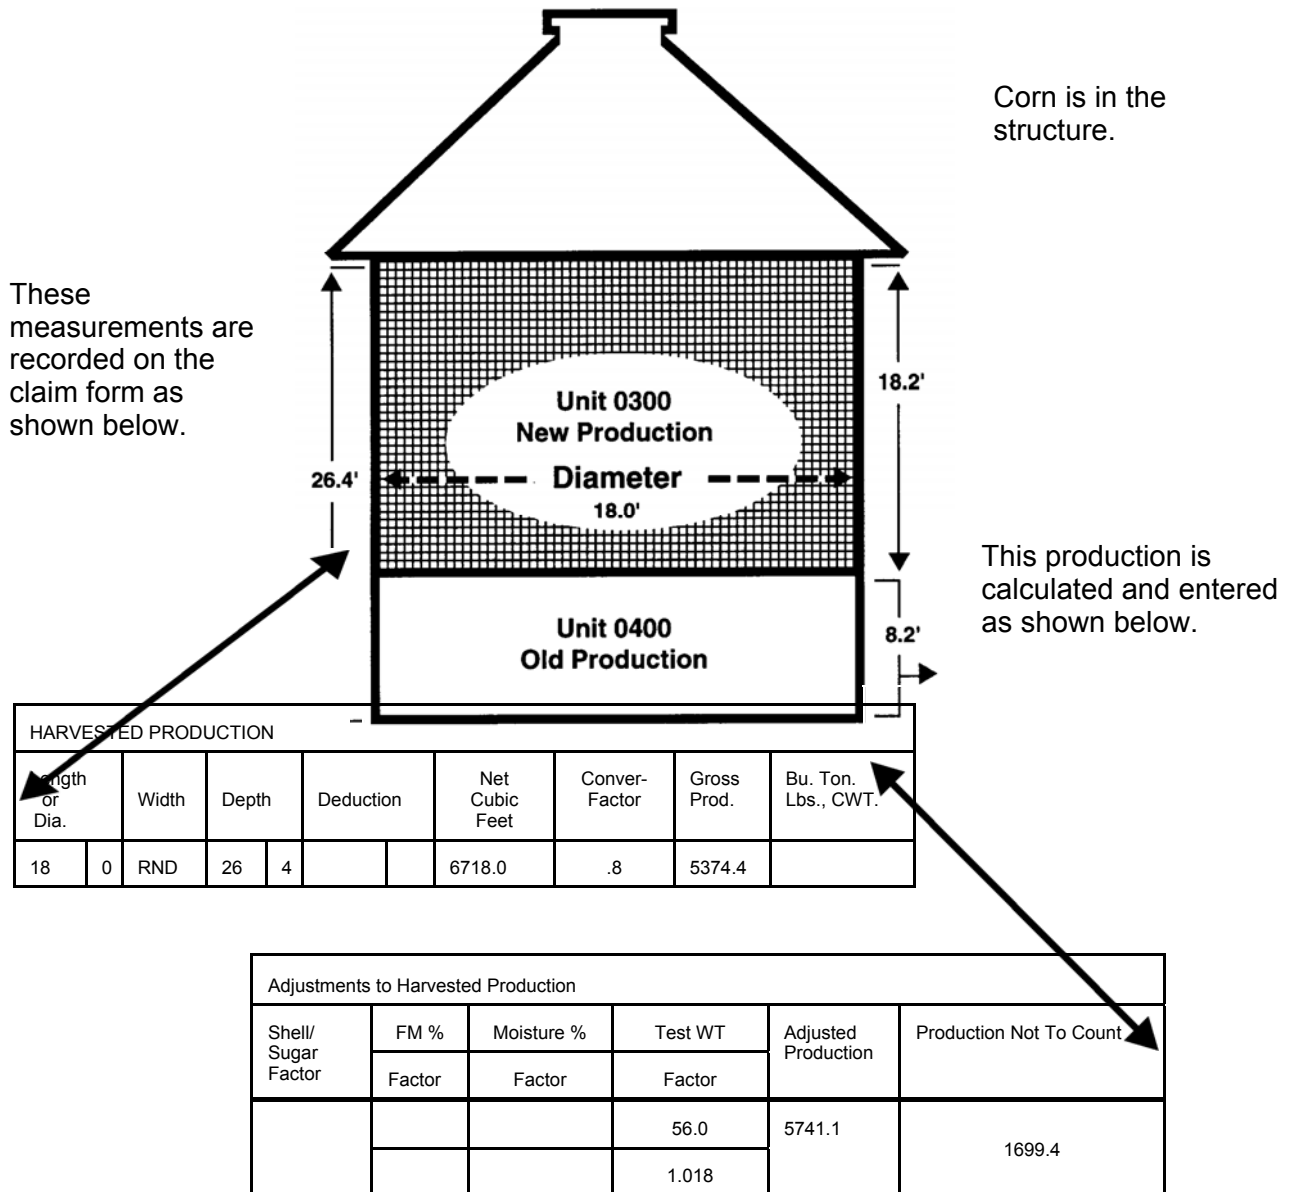 Corn is in the
structure.
These
measurements are
recorded on the
claim form as
shown below.
18.2'
Unit 0300
New Production
26.4'
Diameter
18.0'
This production is
calculated and entered
as shown below.
Unit 0400
Old Production
8.2'
HARVESTED PRODUCTION
Length
or
Dia.
Width
Depth
Deduction
Net
Cubic
Feet
Conver-
Factor
Gross
Prod.
Bu. Ton.
Lbs., CWT.
18 0 RND 26 4 6718.0 .8 5374.4
Adjustments to Harvested Production
Shell/
Sugar
Factor
FM %
Factor
Moisture %
Factor
Test WT
Factor
Adjusted
Production
Production Not To Count
56.0
1.018
5741.1
1699.4